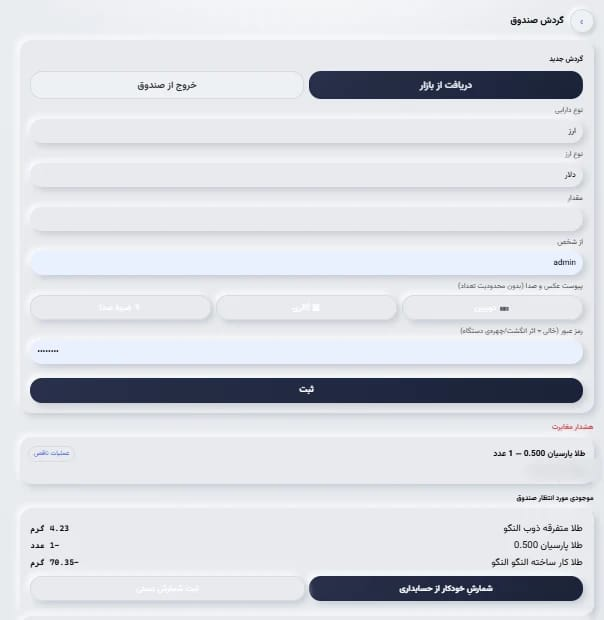 گردش صندوق
گردش جدید
دریافت از بازار
خروج از صندوق
نوع دارایی
ارز
نوع ارز
دلار
مقدار
از شخص
admin
پیوست عکس و صدا (بدون محدودیت تعداد)
دوربین
گالری
ضبط صدا
رمز عبور (خالی = اثر انگشت/چهره‌ی دستگاه)
••••••••
ثبت
هشدار مغایرت
طلا پارسیان 0.500 — 1 عدد
عملیات ناقص
موجودی مورد انتظار صندوق
طلا متفرقه ذوب النگو 4.23 گرم
طلا پارسیان 0.500 −1 عدد
طلا کار ساخته النگو النگو −70.35 گرم
شمارش خودکار از حسابداری
ثبت شمارش دستی